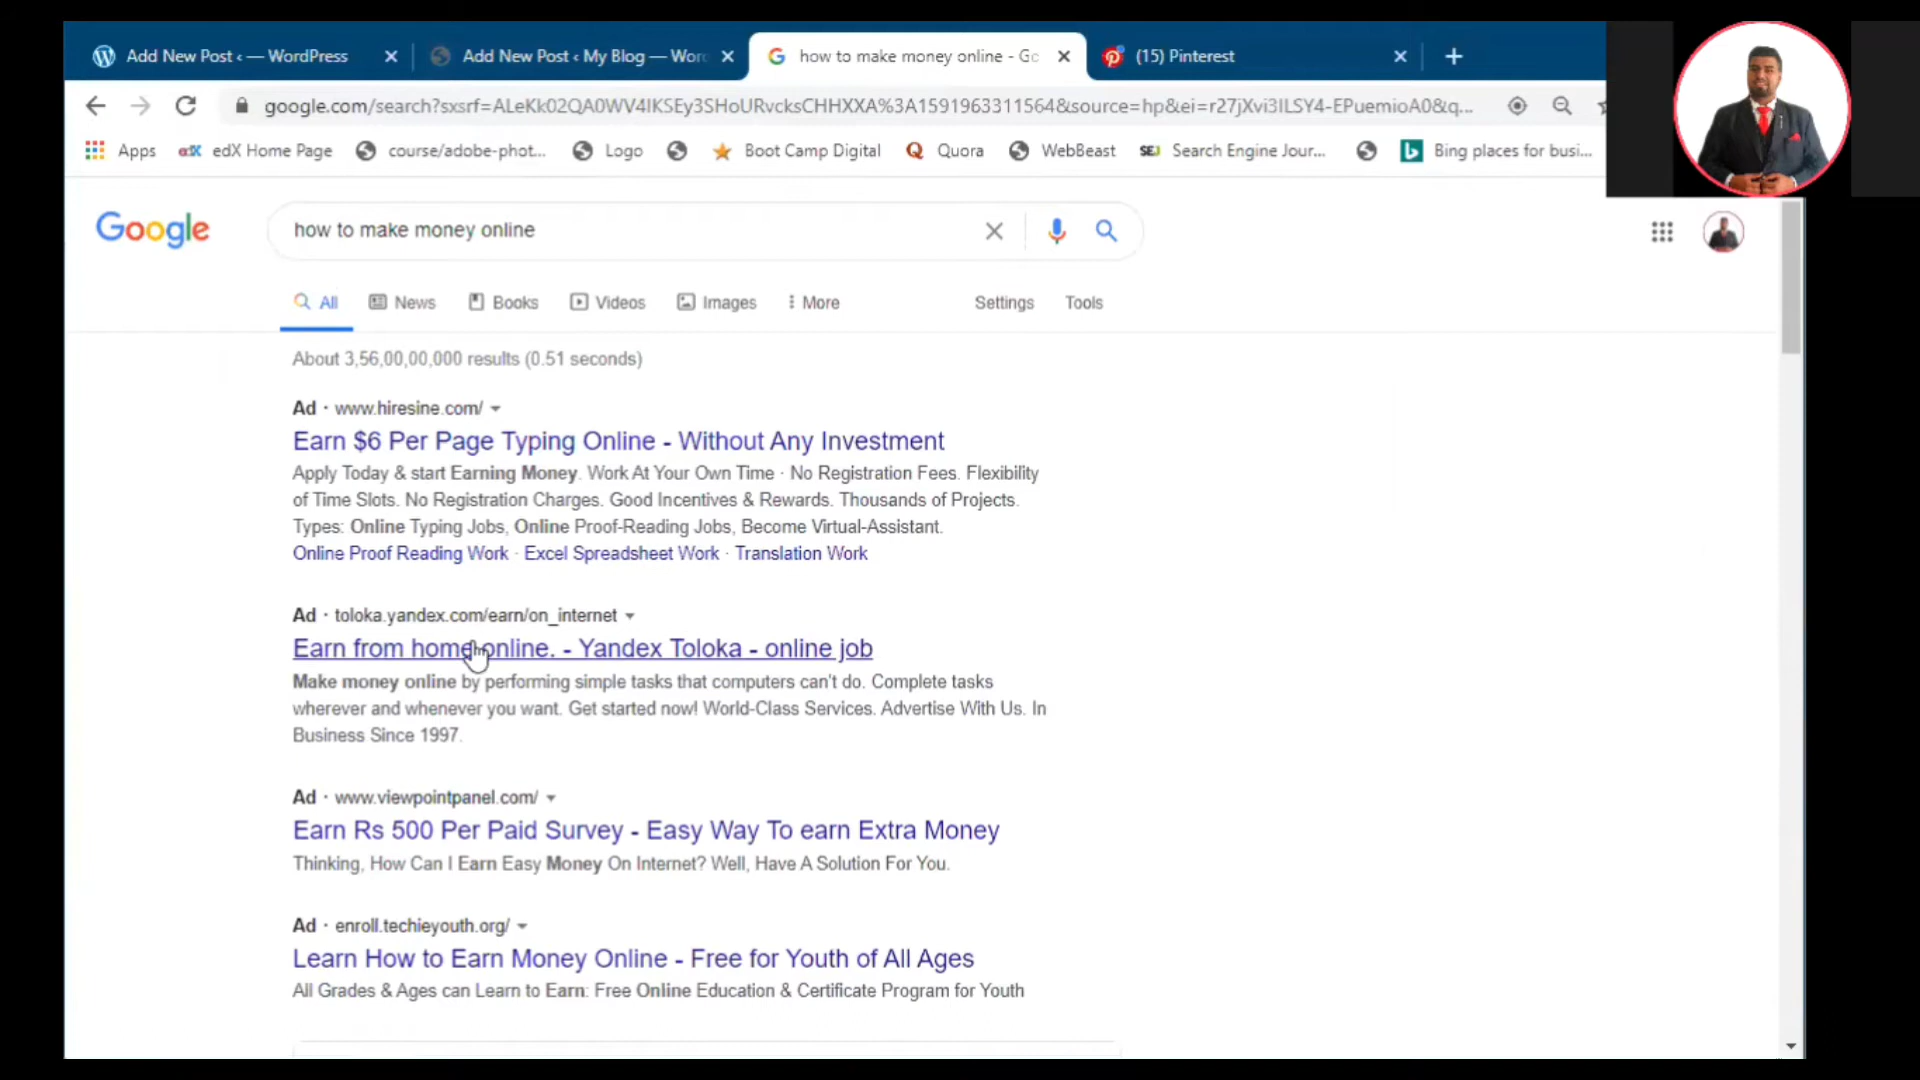 Add New Post ‹ — WordPress
Add New Post ‹ My Blog — Wor
how to make money online - Go
(15) Pinterest
google.com/search?sxsrf=ALeKk02QA0WV4IKSEy3SHoURvcksCHHXXA%3A1591963311564&source=hp&ei=r27jXvi3ILSY4-EPuemioA0&q...
Apps
edX Home Page
course/adobe-phot...
Logo
Boot Camp Digital
Quora
WebBeast
SEJ
Search Engine Jour...
Bing places for busi...
Google
how to make money online
All
News
Books
Videos
Images
More
Settings
Tools
About 3,56,00,00,000 results (0.51 seconds)
Ad · www.hiresine.com/
Earn $6 Per Page Typing Online - Without Any Investment
Apply Today & start Earning Money. Work At Your Own Time · No Registration Fees. Flexibility
of Time Slots. No Registration Charges. Good Incentives & Rewards. Thousands of Projects.
Types: Online Typing Jobs, Online Proof-Reading Jobs, Become Virtual-Assistant.
Online Proof Reading Work · Excel Spreadsheet Work · Translation Work
Ad · toloka.yandex.com/earn/on_internet
Earn from home online. - Yandex Toloka - online job
Make money online by performing simple tasks that computers can't do. Complete tasks
wherever and whenever you want. Get started now! World-Class Services. Advertise With Us. In
Business Since 1997.
Ad · www.viewpointpanel.com/
Earn Rs 500 Per Paid Survey - Easy Way To earn Extra Money
Thinking, How Can I Earn Easy Money On Internet? Well, Have A Solution For You.
Ad · enroll.techieyouth.org/
Learn How to Earn Money Online - Free for Youth of All Ages
All Grades & Ages can Learn to Earn: Free Online Education & Certificate Program for Youth